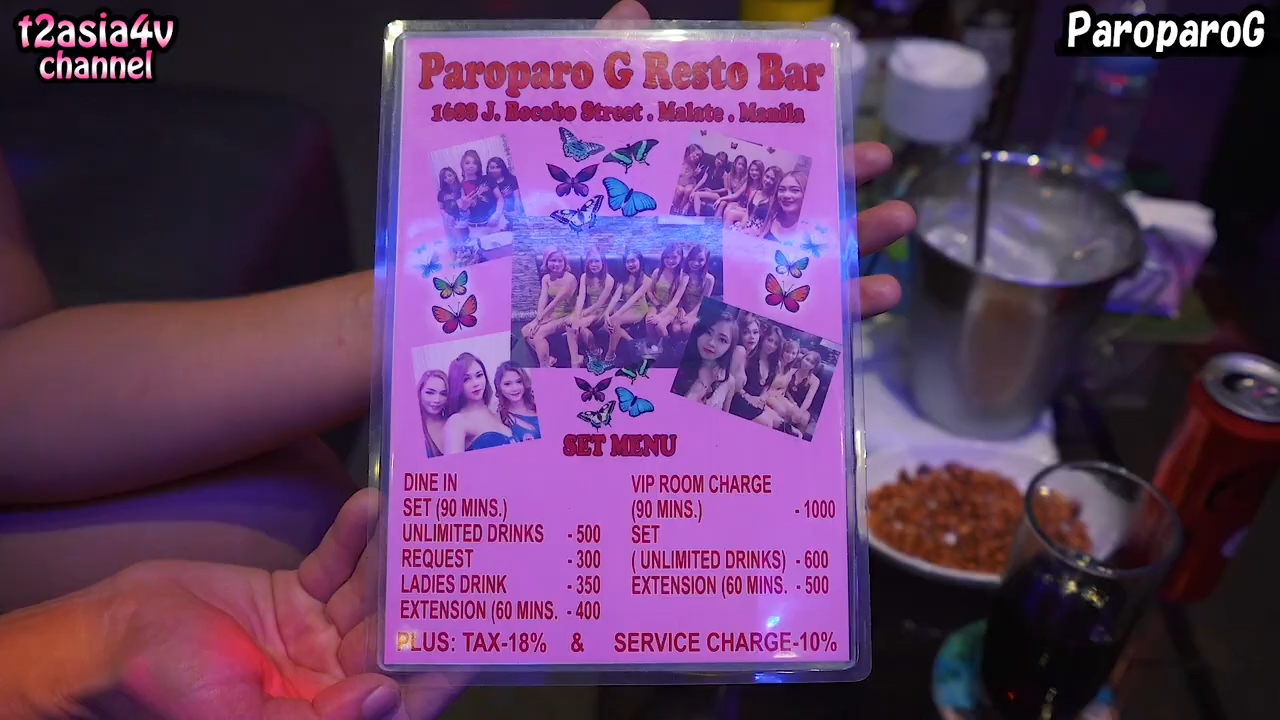 t2asia4v
channel
ParoparoG
Paroparo G Resto Bar
1698 J. Bocobo Street . Malate . Manila
SET MENU
DINE IN
SET (90 MINS.)
UNLIMITED DRINKS - 500
REQUEST - 300
LADIES DRINK - 350
EXTENSION (60 MINS. - 400
VIP ROOM CHARGE
(90 MINS.) - 1000
SET
( UNLIMITED DRINKS) - 600
EXTENSION (60 MINS. - 500
PLUS: TAX-18% & SERVICE CHARGE-10%